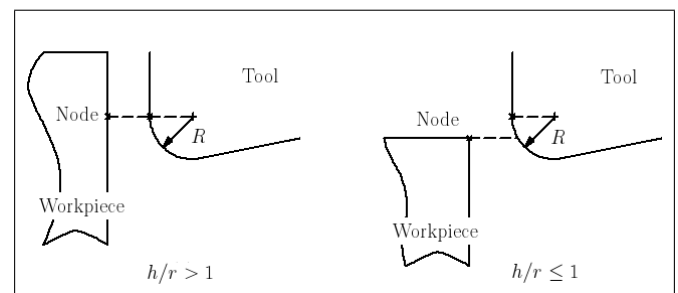 Tool
Node
R
Workpiece
h/r > 1
Tool
Node
R
Workpiece
h/r ≤ 1